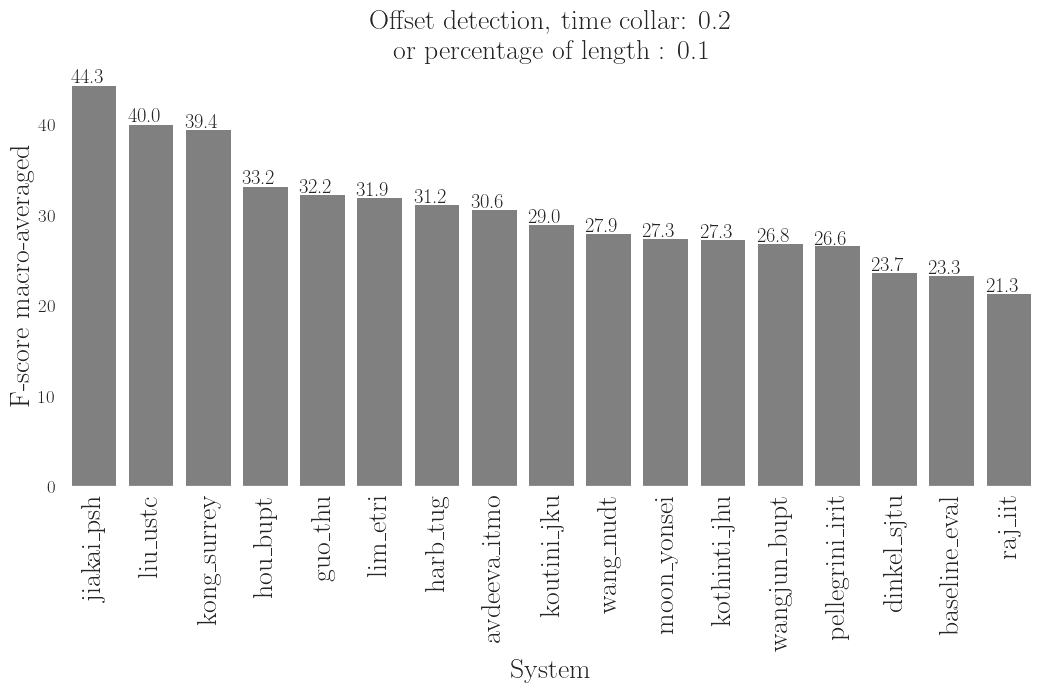 Offset detection, time collar: 0.2
or percentage of length : 0.1
F-score macro-averaged
40
30
20
10
0
44.3
40.0
39.4
33.2
32.2
31.9
31.2
30.6
29.0
27.9
27.3
27.3
26.8
26.6
23.7
23.3
21.3
jiakai_psh
liu_ustc
kong_surrey
hou_bupt
guo_thu
lim_etri
harb_tug
avdeeva_itmo
koutini_jku
wang_nudt
moon_yonsei
kothinti_jhu
wangjun_bupt
pellegrini_irit
dinkel_sjtu
baseline_eval
raj_iit
System